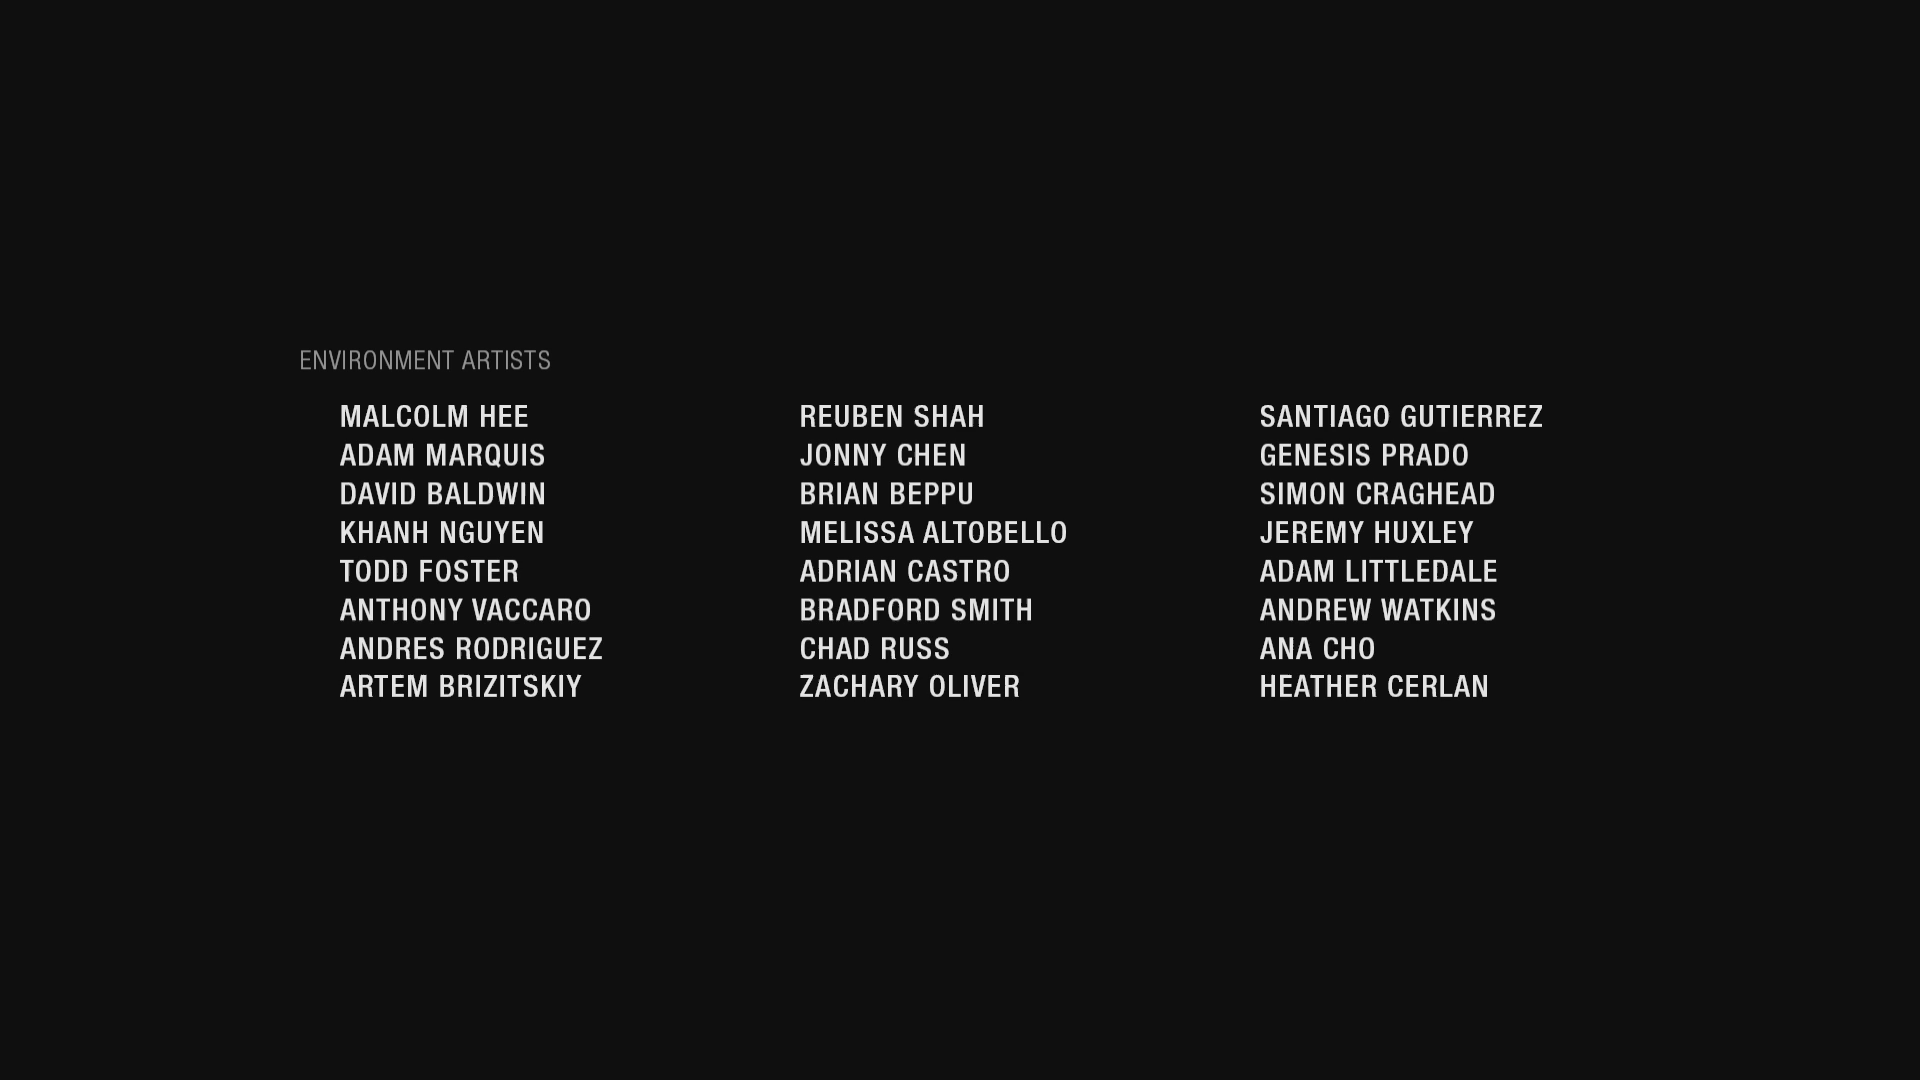 ENVIRONMENT ARTISTS
MALCOLM HEE
ADAM MARQUIS
DAVID BALDWIN
KHANH NGUYEN
TODD FOSTER
ANTHONY VACCARO
ANDRES RODRIGUEZ
ARTEM BRIZITSKIY
REUBEN SHAH
JONNY CHEN
BRIAN BEPPU
MELISSA ALTOBELLO
ADRIAN CASTRO
BRADFORD SMITH
CHAD RUSS
ZACHARY OLIVER
SANTIAGO GUTIERREZ
GENESIS PRADO
SIMON CRAGHEAD
JEREMY HUXLEY
ADAM LITTLEDALE
ANDREW WATKINS
ANA CHO
HEATHER CERLAN